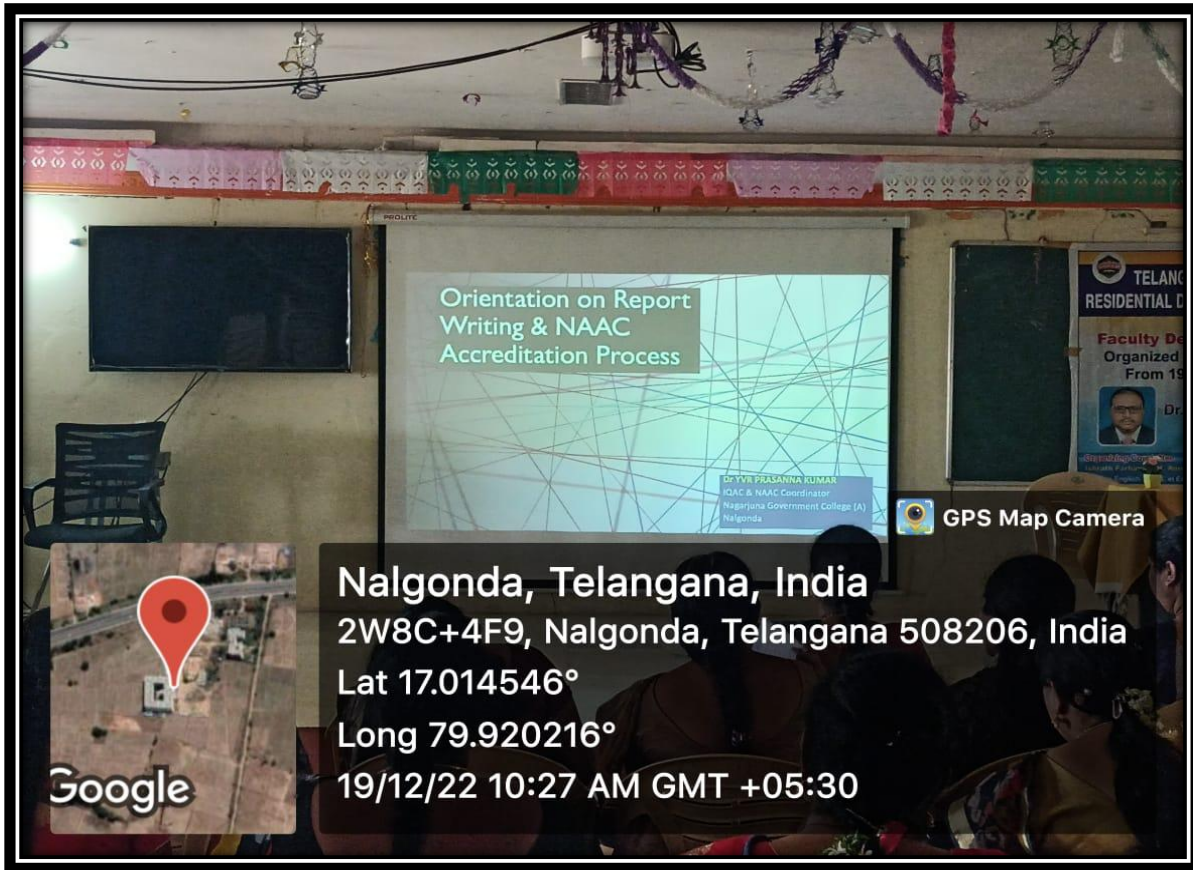 PROLITE
Orientation on Report
Writing & NAAC
Accreditation Process
Dr YVR PRASANNA KUMAR
IQAC & NAAC Coordinator
Nagarjuna Government College (A)
Nalgonda
TELANG
RESIDENTIAL D
Faculty De
Organized
From 19
Dr.
GPS Map Camera
Nalgonda, Telangana, India
2W8C+4F9, Nalgonda, Telangana 508206, India
Lat 17.014546°
Long 79.920216°
19/12/22 10:27 AM GMT +05:30
Google